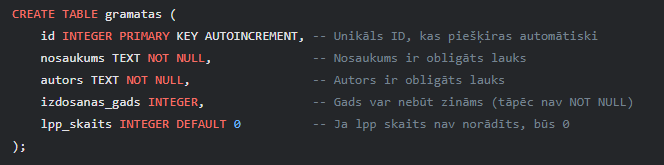 CREATE TABLE gramatas (
id INTEGER PRIMARY KEY AUTOINCREMENT, -- Unikāls ID, kas piešķiras automātiski
nosaukums TEXT NOT NULL, -- Nosaukums ir obligāts lauks
autors TEXT NOT NULL, -- Autors ir obligāts lauks
izdosanas_gads INTEGER, -- Gads var nebūt zināms (tāpēc nav NOT NULL)
lpp_skaits INTEGER DEFAULT 0 -- Ja lpp skaits nav norādīts, būs 0
);